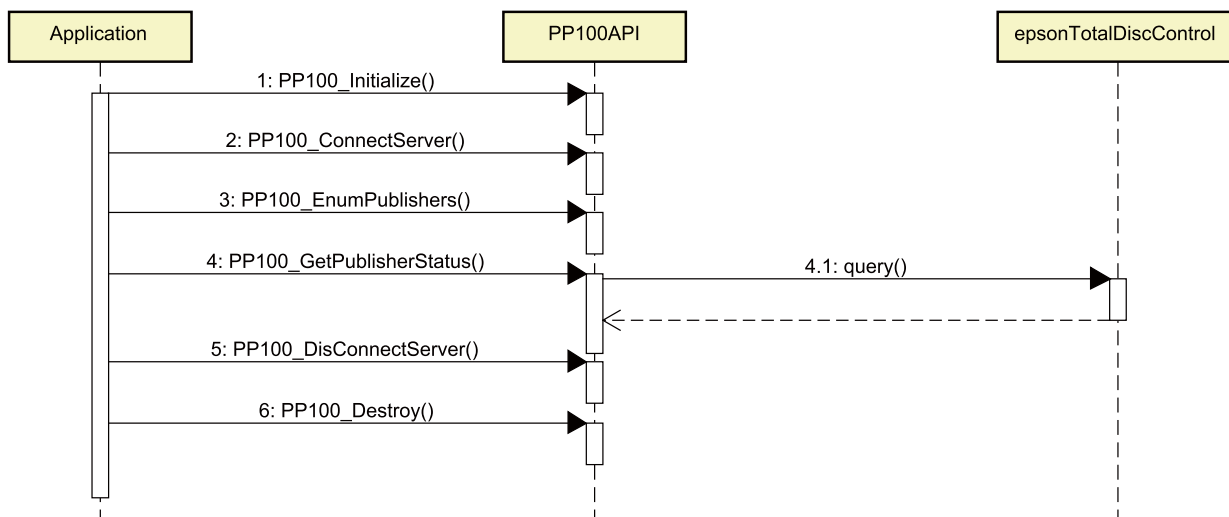 Application
PP100API
epsonTotalDiscControl
1: PP100_Initialize()
2: PP100_ConnectServer()
3: PP100_EnumPublishers()
4: PP100_GetPublisherStatus()
4.1: query()
5: PP100_DisConnectServer()
6: PP100_Destroy()